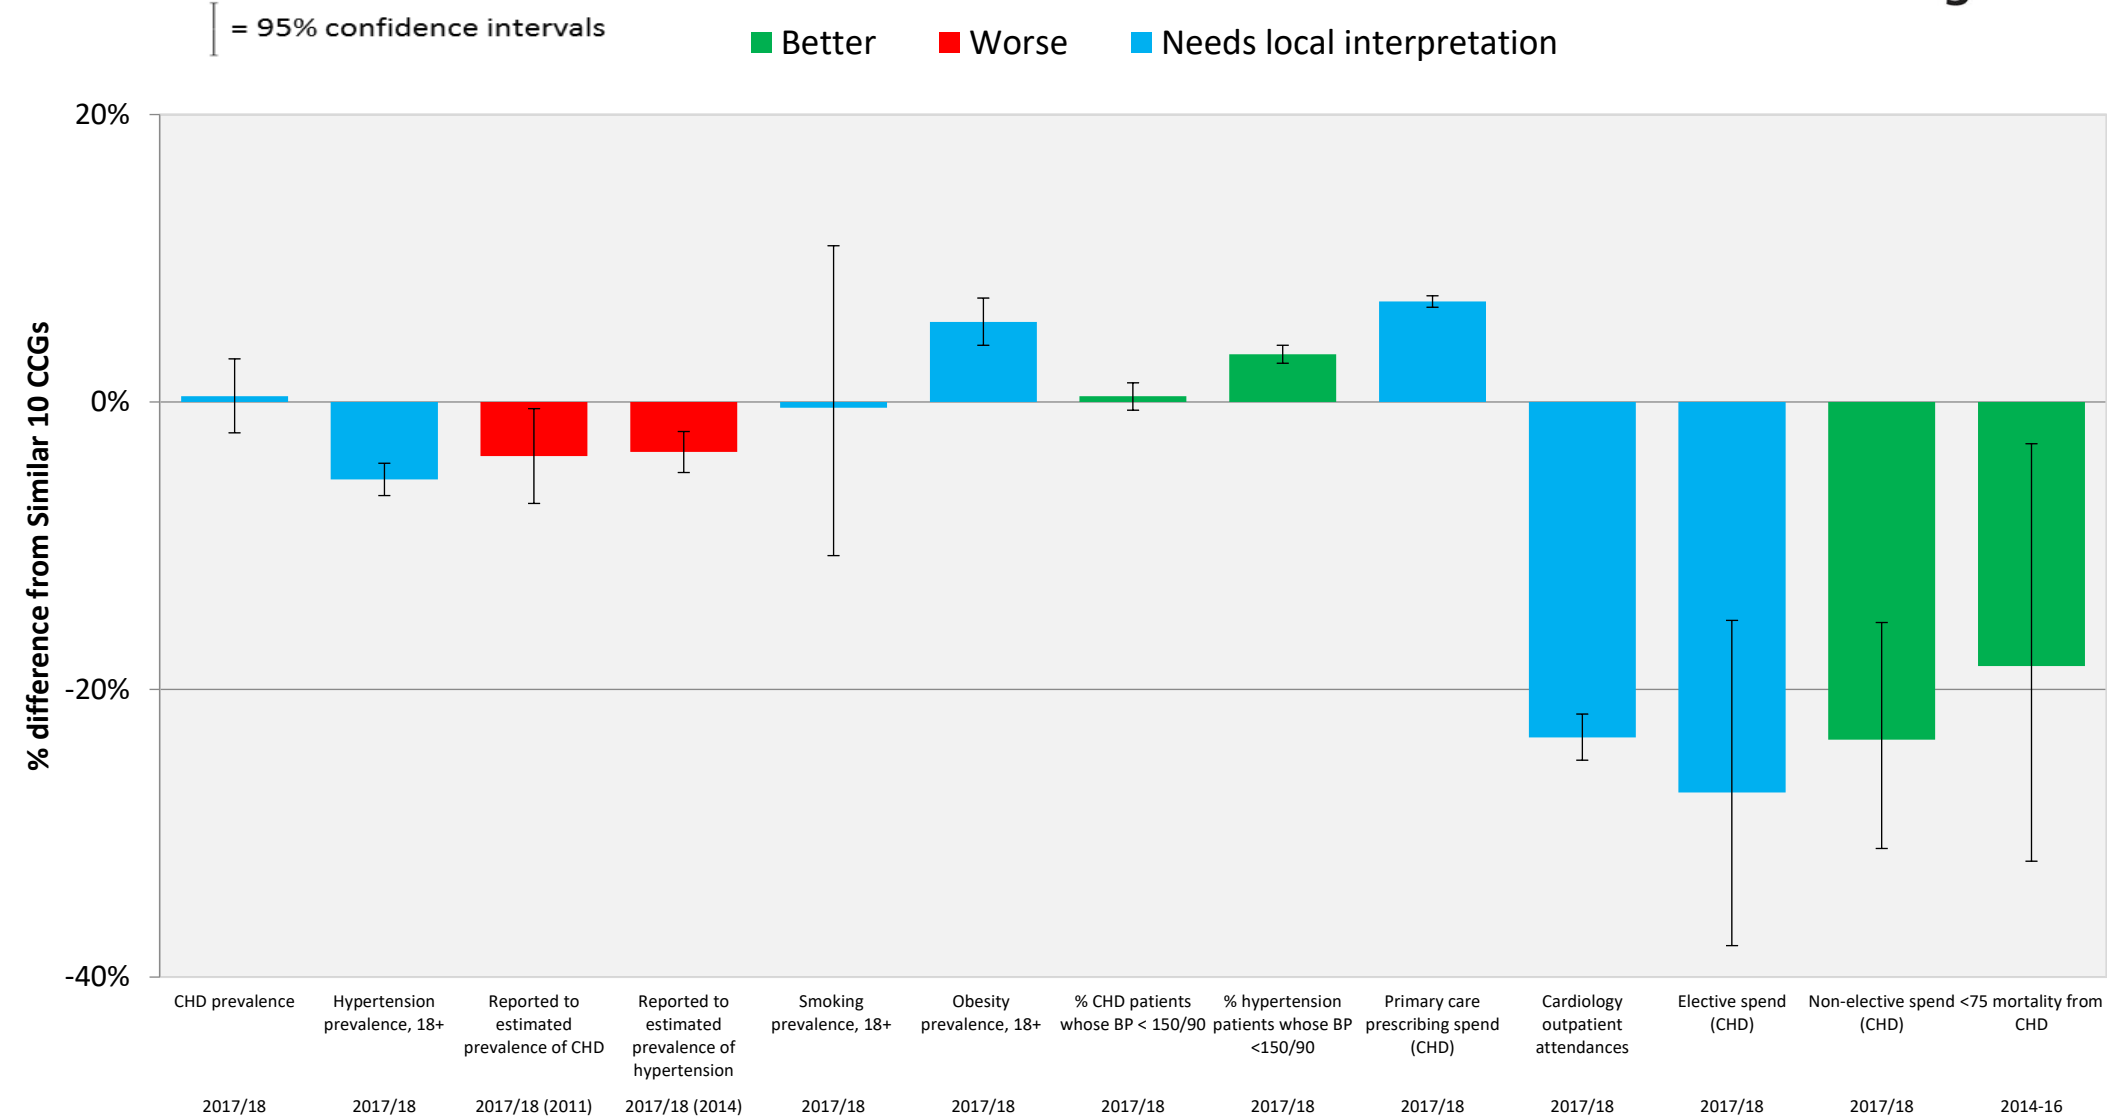 = 95% confidence intervals
Better
Worse
Needs local interpretation
% difference from Similar 10 CCGs
20%
0%
-20%
-40%
CHD prevalence
2017/18
Hypertension
prevalence, 18+
2017/18
Reported to
estimated
prevalence of CHD
2017/18 (2011)
Reported to
estimated
prevalence of
hypertension
2017/18 (2014)
Smoking
prevalence, 18+
2017/18
Obesity
prevalence, 18+
2017/18
% CHD patients
whose BP < 150/90
2017/18
% hypertension
patients whose BP
<150/90
2017/18
Primary care
prescribing spend
(CHD)
2017/18
Cardiology
outpatient
attendances
2017/18
Elective spend
(CHD)
2017/18
Non-elective spend
(CHD)
2017/18
<75 mortality from
CHD
2014-16